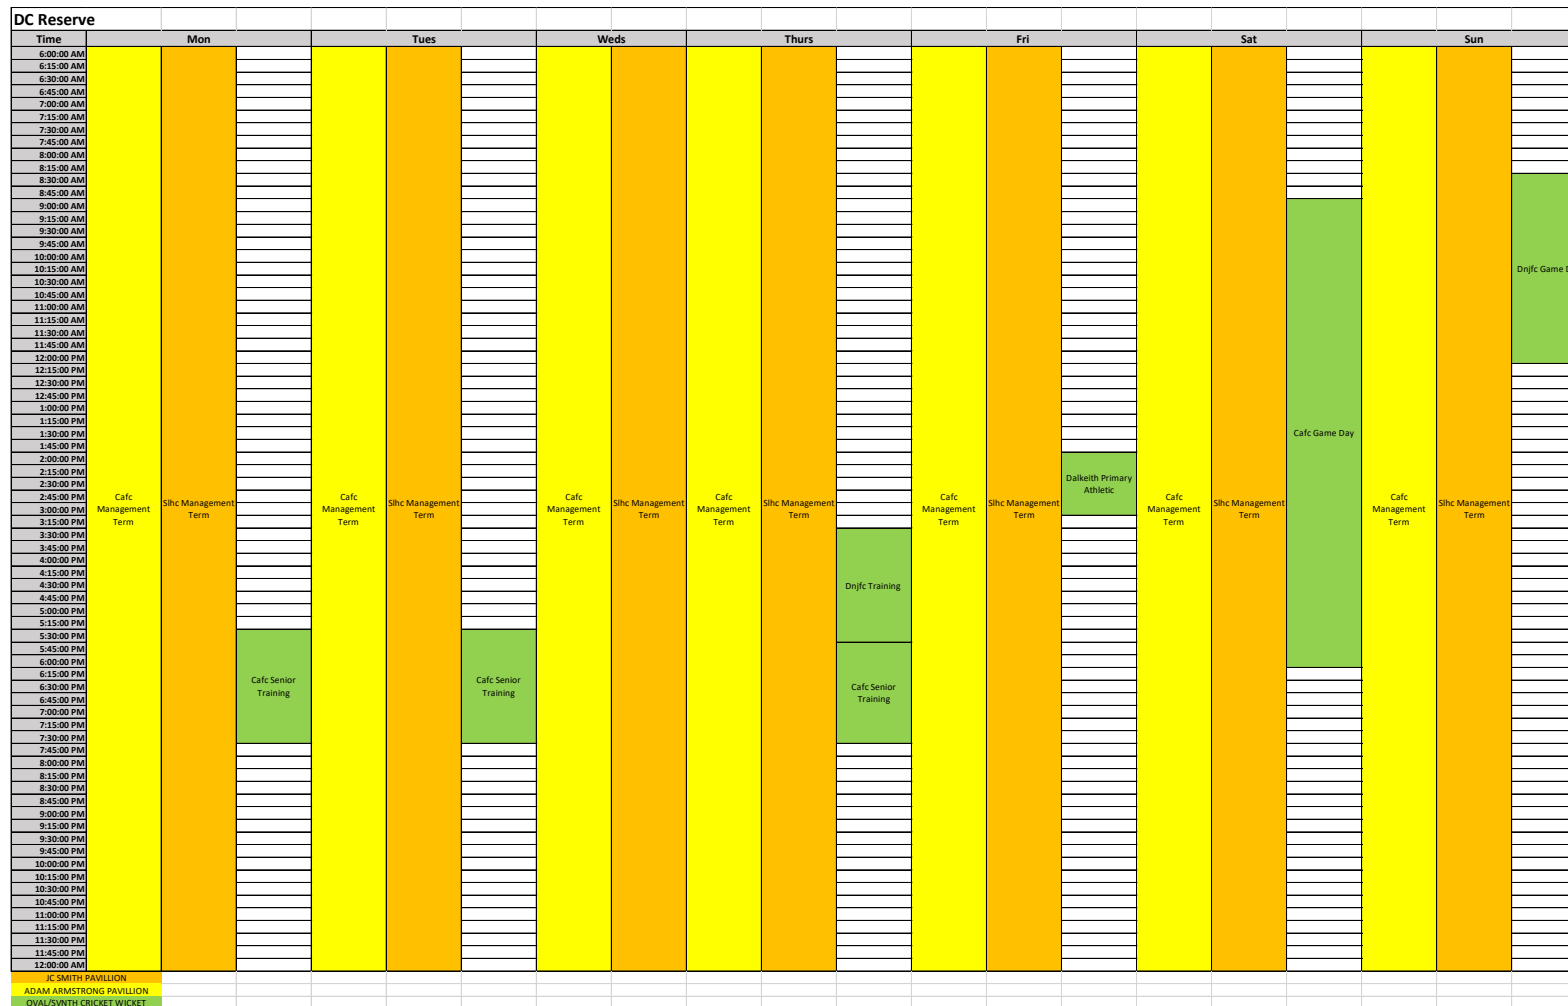 DC Reserve
Time Mon Tues Weds Thurs Fri Sat Sun
6:00:00 AM
6:15:00 AM
6:30:00 AM
6:45:00 AM
7:00:00 AM
7:15:00 AM
7:30:00 AM
7:45:00 AM
8:00:00 AM
8:15:00 AM
8:30:00 AM
8:45:00 AM
9:00:00 AM
9:15:00 AM
9:30:00 AM
9:45:00 AM
10:00:00 AM
10:15:00 AM
10:30:00 AM
10:45:00 AM
11:00:00 AM
11:15:00 AM
11:30:00 AM
11:45:00 AM
12:00:00 PM
12:15:00 PM
12:30:00 PM
12:45:00 PM
1:00:00 PM
1:15:00 PM
1:30:00 PM
1:45:00 PM
2:00:00 PM
2:15:00 PM
2:30:00 PM
2:45:00 PM
3:00:00 PM
3:15:00 PM
3:30:00 PM
3:45:00 PM
4:00:00 PM
4:15:00 PM
4:30:00 PM
4:45:00 PM
5:00:00 PM
5:15:00 PM
5:30:00 PM
5:45:00 PM
6:00:00 PM
6:15:00 PM
6:30:00 PM
6:45:00 PM
7:00:00 PM
7:15:00 PM
7:30:00 PM
7:45:00 PM
8:00:00 PM
8:15:00 PM
8:30:00 PM
8:45:00 PM
9:00:00 PM
9:15:00 PM
9:30:00 PM
9:45:00 PM
10:00:00 PM
10:15:00 PM
10:30:00 PM
10:45:00 PM
11:00:00 PM
11:15:00 PM
11:30:00 PM
11:45:00 PM
12:00:00 AM
Cafc
Management
Term
Slhc Management
Term
Cafc Senior
Training
Cafc
Management
Term
Slhc Management
Term
Cafc Senior
Training
Cafc
Management
Term
Slhc Management
Term
Cafc
Management
Term
Slhc Management
Term
Dnjfc Training
Cafc Senior
Training
Cafc
Management
Term
Slhc Management
Term
Dalkeith Primary
Athletic
Cafc
Management
Term
Slhc Management
Term
Cafc Game Day
Cafc
Management
Term
Slhc Management
Term
Dnjfc Game
JC SMITH PAVILLION
ADAM ARMSTRONG PAVILLION
OVAL/SYNTH CRICKET WICKET